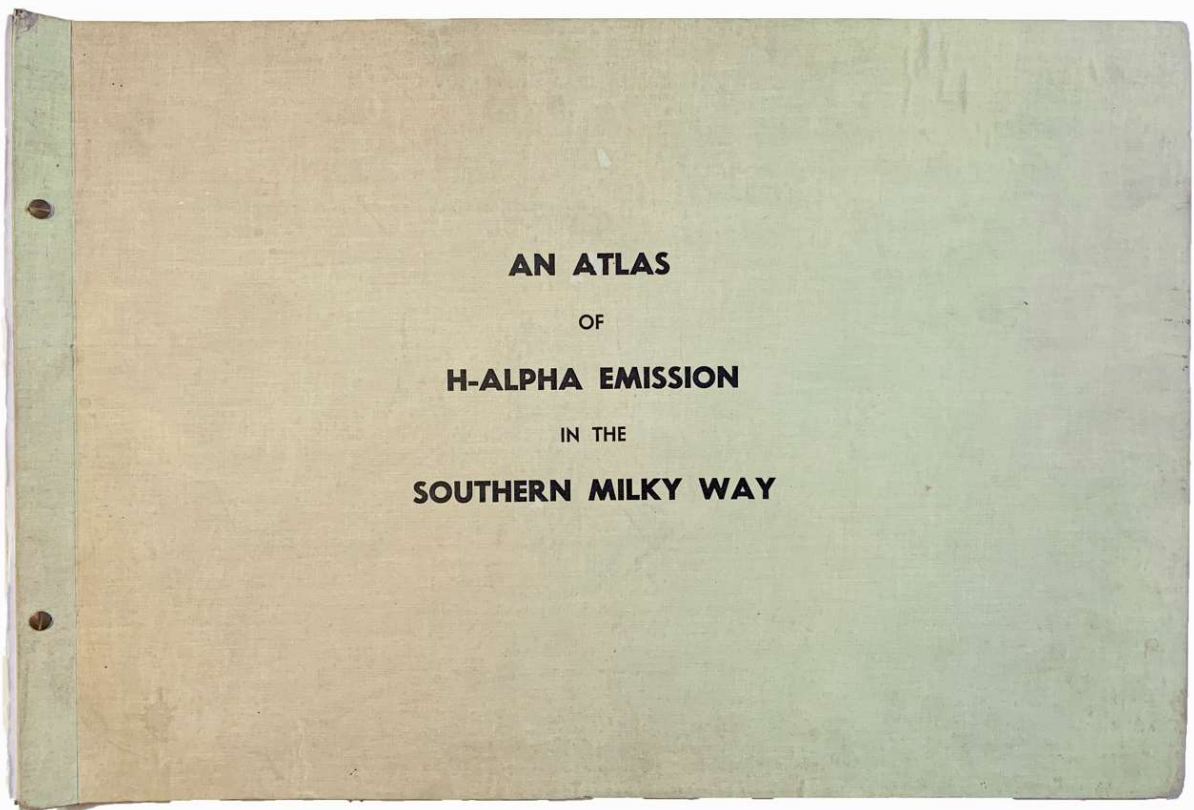 AN ATLAS
OF
H-ALPHA EMISSION
IN THE
SOUTHERN MILKY WAY